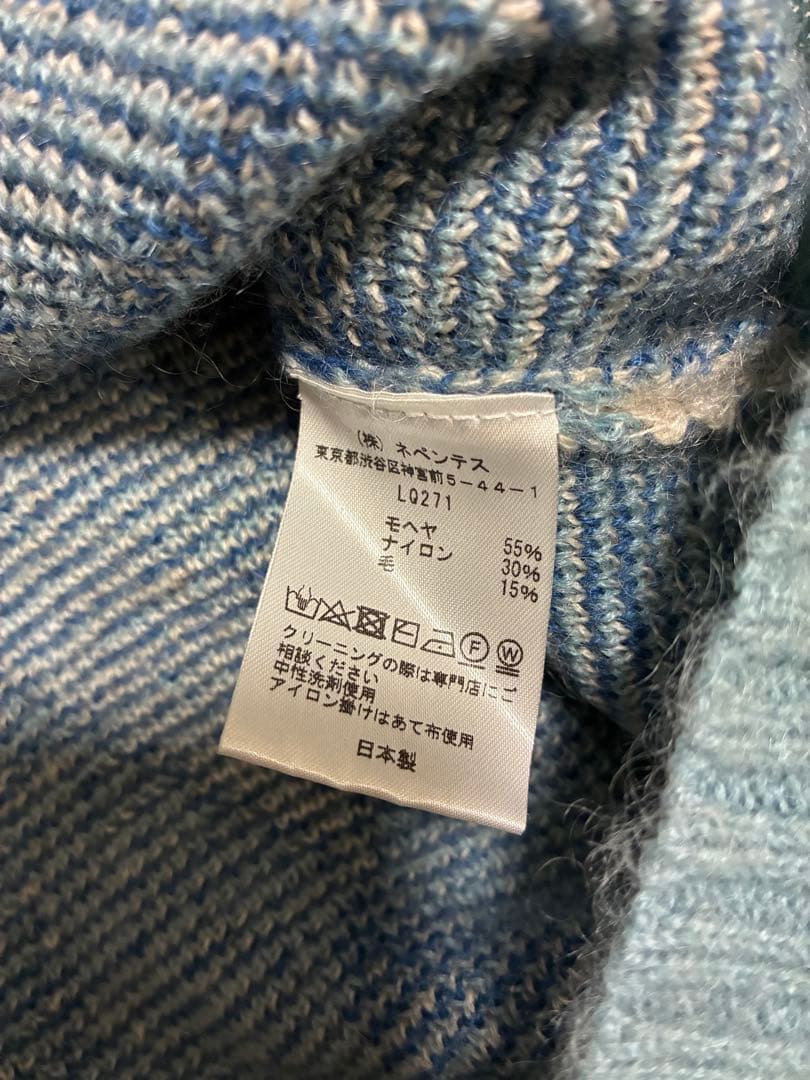 (株) ネペンテス
東京都渋谷区神宮前5-44-1
LQ271
モヘヤ 55%
ナイロン 30%
毛 15%
F W
クリーニングの際は専門店にご
相談ください
中性洗剤使用
アイロン掛けはあて布使用
日本製